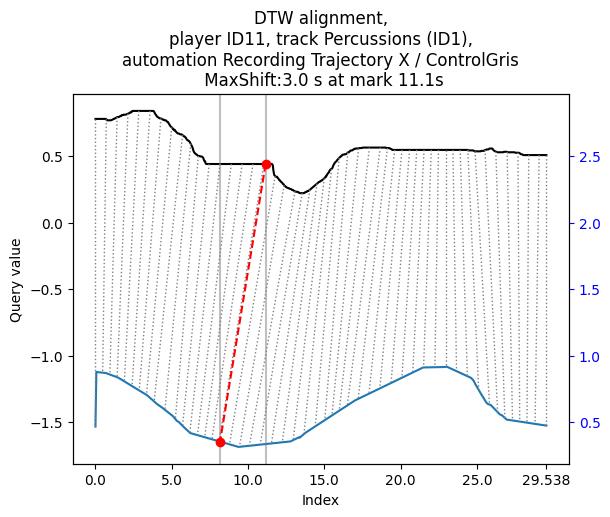 DTW alignment,
player ID11, track Percussions (ID1),
automation Recording Trajectory X / ControlGris
MaxShift:3.0 s at mark 11.1s
Query value
0.5
0.0
−0.5
−1.0
−1.5
2.5
2.0
1.5
1.0
0.5
0.0 5.0 10.0 15.0 20.0 25.0 29.538
Index